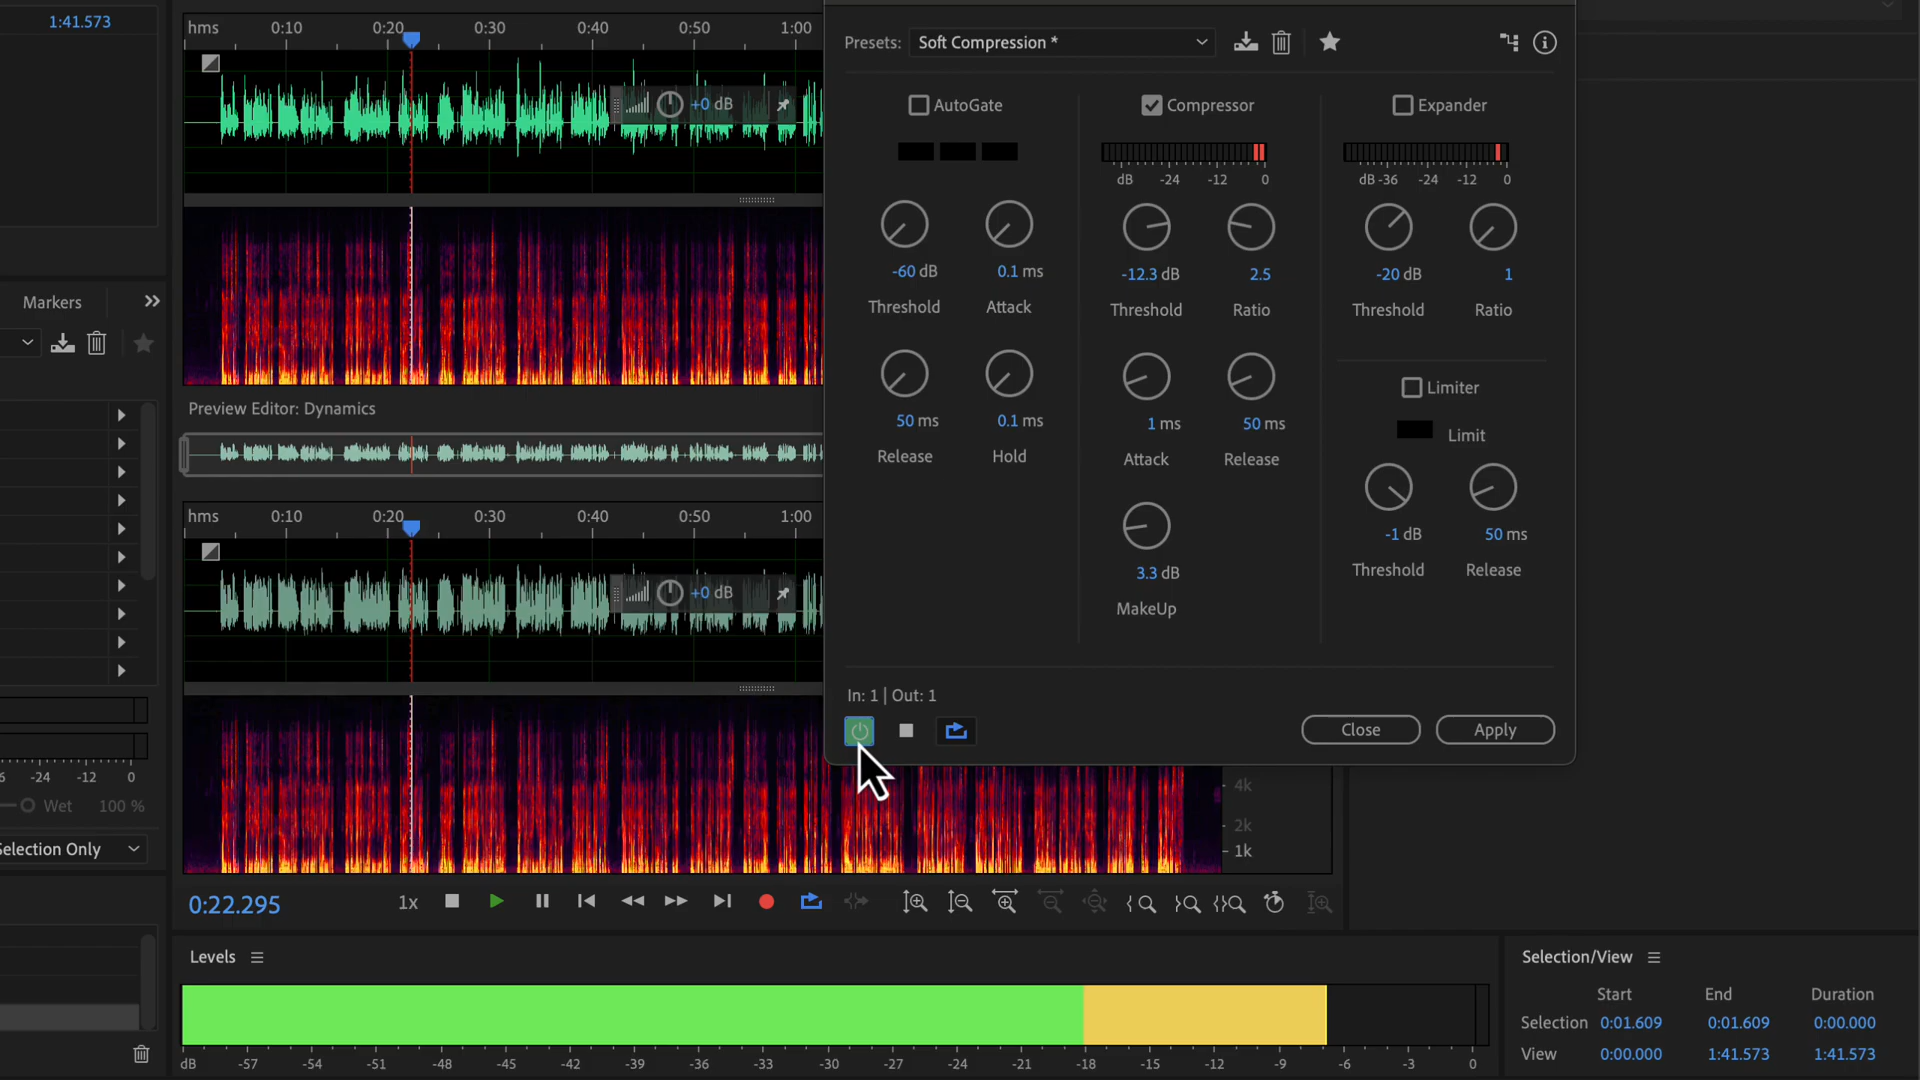 1:41.573
hms 0:10 0:20 0:30 0:40 0:50 1:00
+0 dB
Markers
Preview Editor: Dynamics
hms 0:10 0:20 0:30 0:40 0:50 1:00
+0 dB
-24 -12 0
Wet 100 %
Selection Only
4k
2k
1k
Presets: Soft Compression *
AutoGate
-60 dB 0.1 ms
Threshold Attack
50 ms 0.1 ms
Release Hold
Compressor
dB -24 -12 0
-12.3 dB 2.5
Threshold Ratio
1 ms 50 ms
Attack Release
3.3 dB
MakeUp
Expander
dB -36 -24 -12 0
-20 dB 1
Threshold Ratio
Limiter
Limit
-1 dB 50 ms
Threshold Release
In: 1 | Out: 1
Close Apply
0:22.295 1x
Levels
dB -57 -54 -51 -48 -45 -42 -39 -36 -33 -30 -27 -24 -21 -18 -15 -12 -9 -6 -3 0
Selection/View
Start End Duration
Selection 0:01.609 0:01.609 0:00.000
View 0:00.000 1:41.573 1:41.573